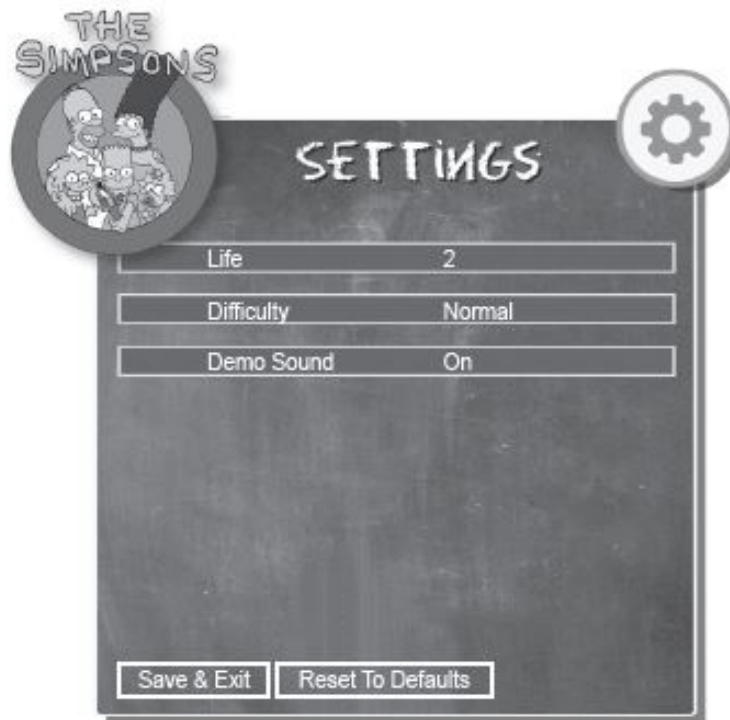 THE
SIMPSONS
SETTiNGS
Life 2
Difficulty Normal
Demo Sound On
Save & Exit Reset To Defaults